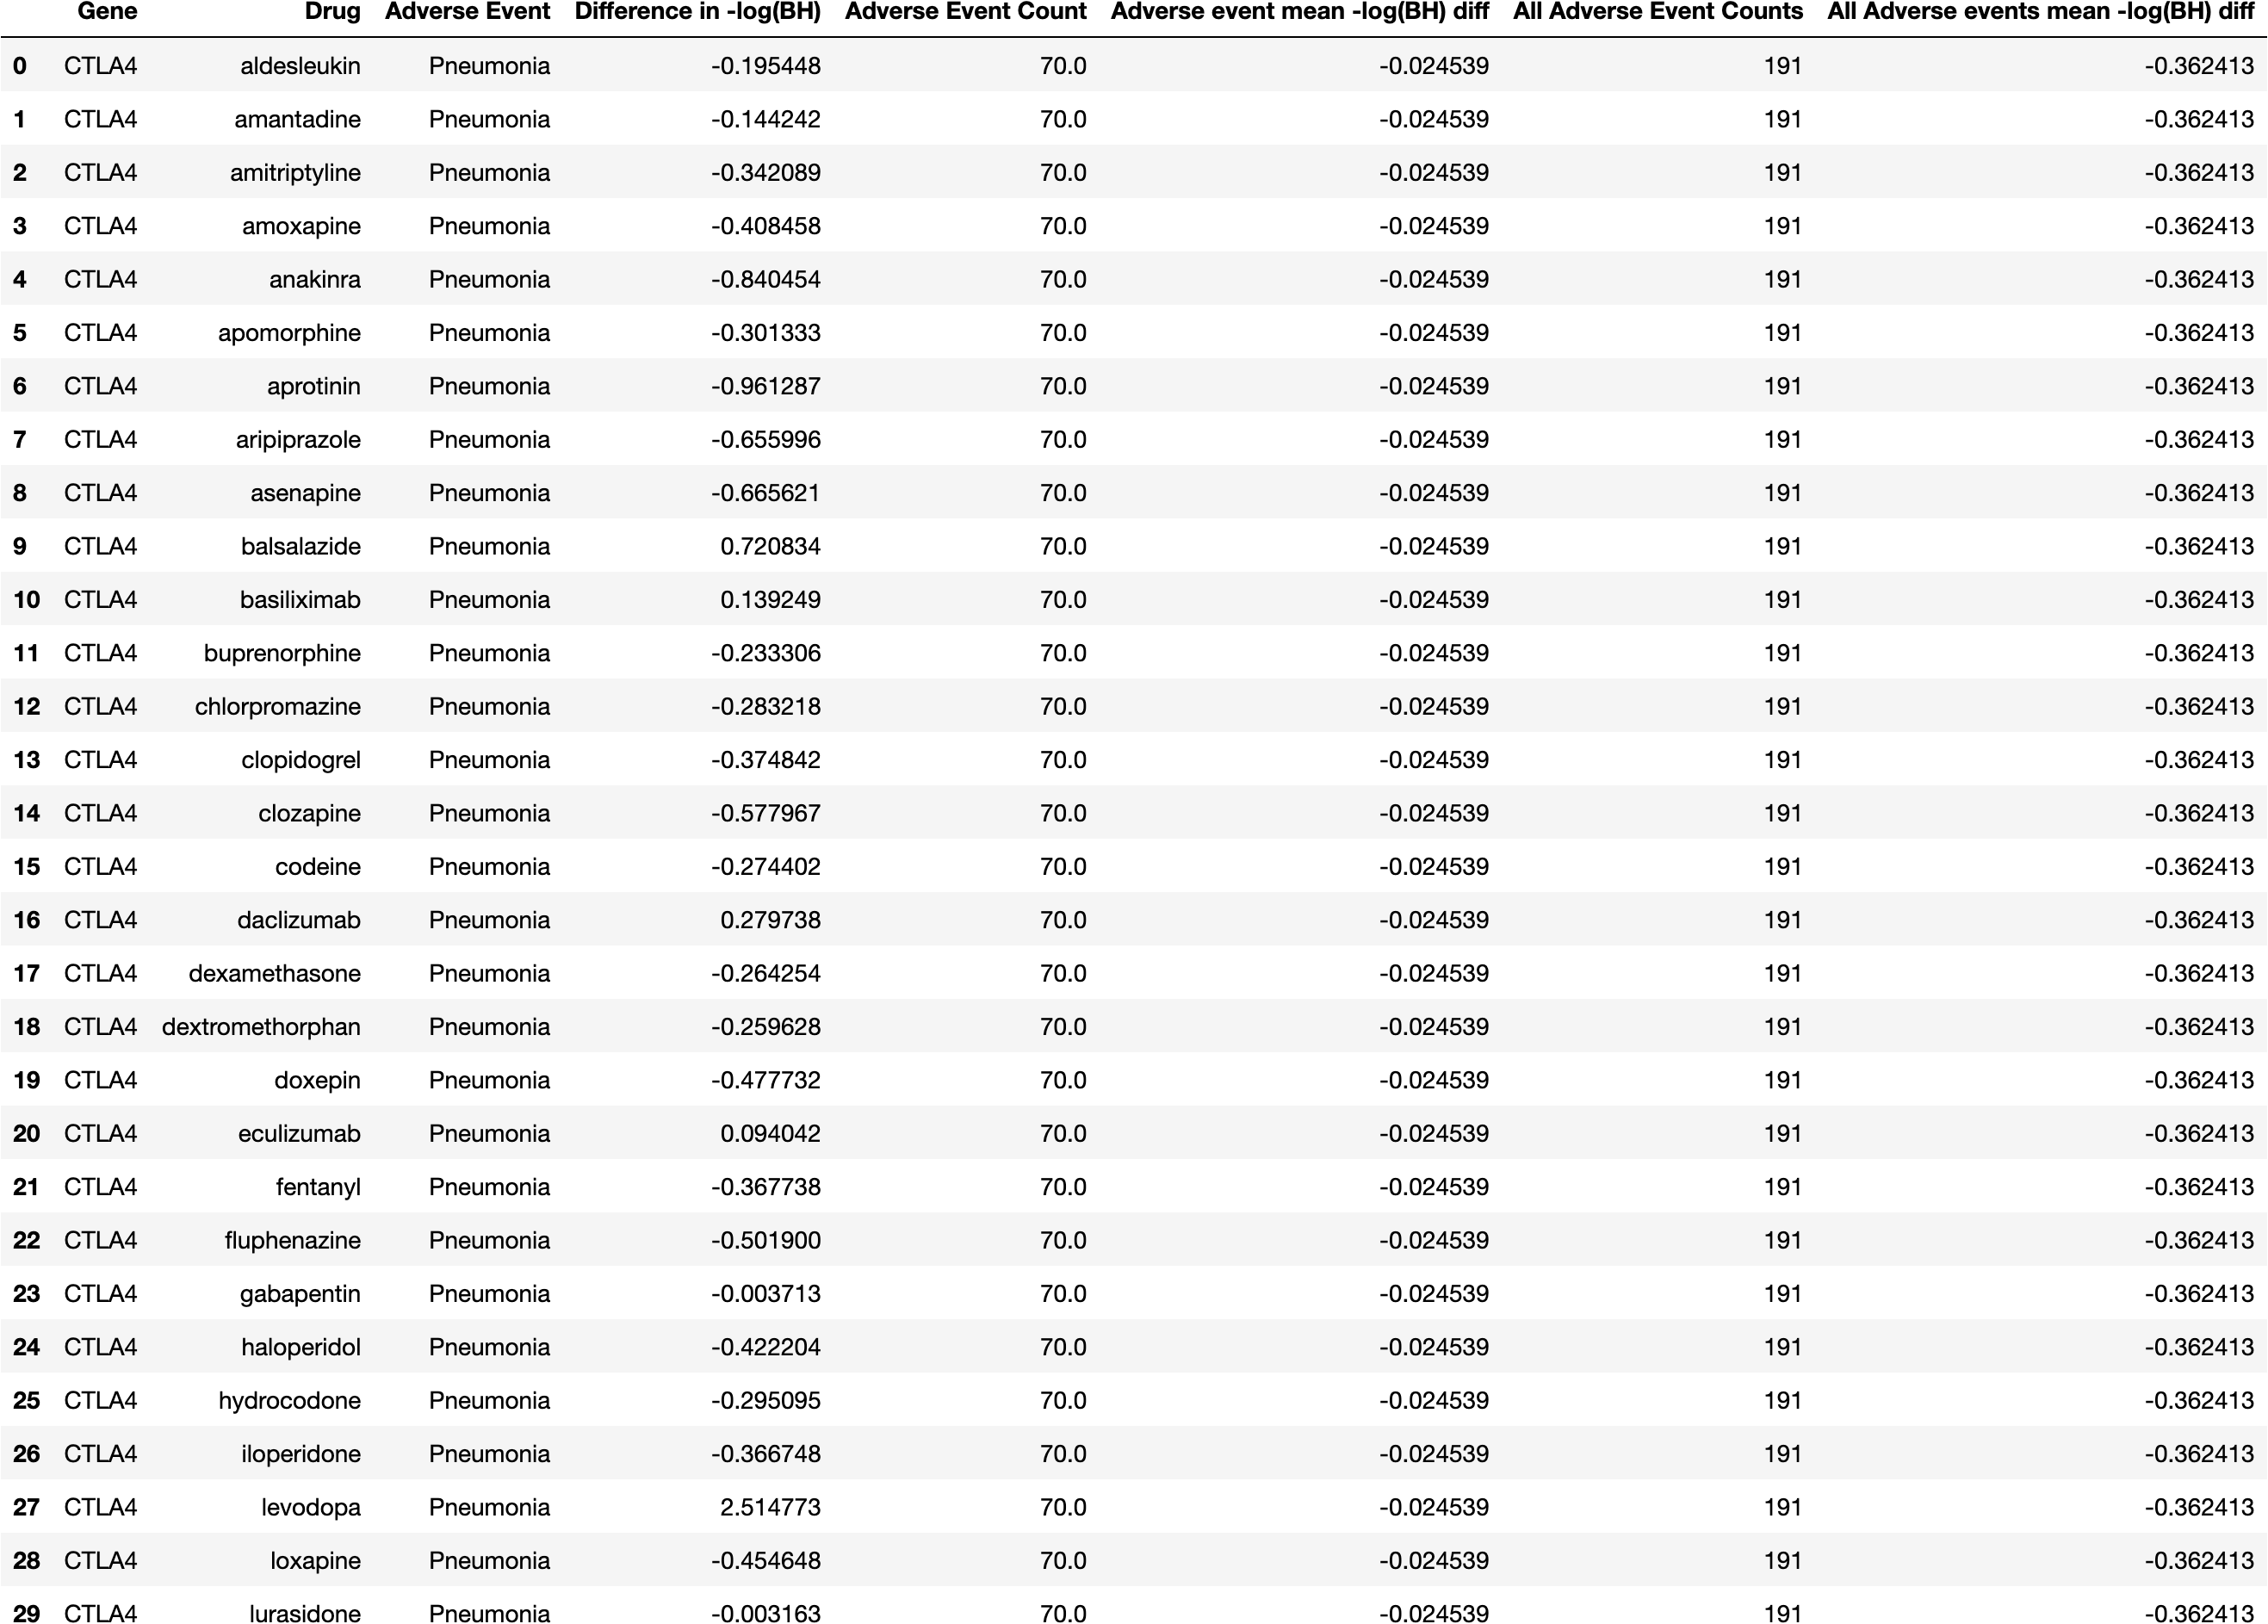 Gene Drug Adverse Event Difference in -log(BH) Adverse Event Count Adverse event mean -log(BH) diff All Adverse Event Counts All Adverse events mean -log(BH) diff
0 CTLA4 aldesleukin Pneumonia -0.195448 70.0 -0.024539 191 -0.362413
1 CTLA4 amantadine Pneumonia -0.144242 70.0 -0.024539 191 -0.362413
2 CTLA4 amitriptyline Pneumonia -0.342089 70.0 -0.024539 191 -0.362413
3 CTLA4 amoxapine Pneumonia -0.408458 70.0 -0.024539 191 -0.362413
4 CTLA4 anakinra Pneumonia -0.840454 70.0 -0.024539 191 -0.362413
5 CTLA4 apomorphine Pneumonia -0.301333 70.0 -0.024539 191 -0.362413
6 CTLA4 aprotinin Pneumonia -0.961287 70.0 -0.024539 191 -0.362413
7 CTLA4 aripiprazole Pneumonia -0.655996 70.0 -0.024539 191 -0.362413
8 CTLA4 asenapine Pneumonia -0.665621 70.0 -0.024539 191 -0.362413
9 CTLA4 balsalazide Pneumonia 0.720834 70.0 -0.024539 191 -0.362413
10 CTLA4 basiliximab Pneumonia 0.139249 70.0 -0.024539 191 -0.362413
11 CTLA4 buprenorphine Pneumonia -0.233306 70.0 -0.024539 191 -0.362413
12 CTLA4 chlorpromazine Pneumonia -0.283218 70.0 -0.024539 191 -0.362413
13 CTLA4 clopidogrel Pneumonia -0.374842 70.0 -0.024539 191 -0.362413
14 CTLA4 clozapine Pneumonia -0.577967 70.0 -0.024539 191 -0.362413
15 CTLA4 codeine Pneumonia -0.274402 70.0 -0.024539 191 -0.362413
16 CTLA4 daclizumab Pneumonia 0.279738 70.0 -0.024539 191 -0.362413
17 CTLA4 dexamethasone Pneumonia -0.264254 70.0 -0.024539 191 -0.362413
18 CTLA4 dextromethorphan Pneumonia -0.259628 70.0 -0.024539 191 -0.362413
19 CTLA4 doxepin Pneumonia -0.477732 70.0 -0.024539 191 -0.362413
20 CTLA4 eculizumab Pneumonia 0.094042 70.0 -0.024539 191 -0.362413
21 CTLA4 fentanyl Pneumonia -0.367738 70.0 -0.024539 191 -0.362413
22 CTLA4 fluphenazine Pneumonia -0.501900 70.0 -0.024539 191 -0.362413
23 CTLA4 gabapentin Pneumonia -0.003713 70.0 -0.024539 191 -0.362413
24 CTLA4 haloperidol Pneumonia -0.422204 70.0 -0.024539 191 -0.362413
25 CTLA4 hydrocodone Pneumonia -0.295095 70.0 -0.024539 191 -0.362413
26 CTLA4 iloperidone Pneumonia -0.366748 70.0 -0.024539 191 -0.362413
27 CTLA4 levodopa Pneumonia 2.514773 70.0 -0.024539 191 -0.362413
28 CTLA4 loxapine Pneumonia -0.454648 70.0 -0.024539 191 -0.362413
29 CTLA4 lurasidone Pneumonia -0.003163 70.0 -0.024539 191 -0.362413